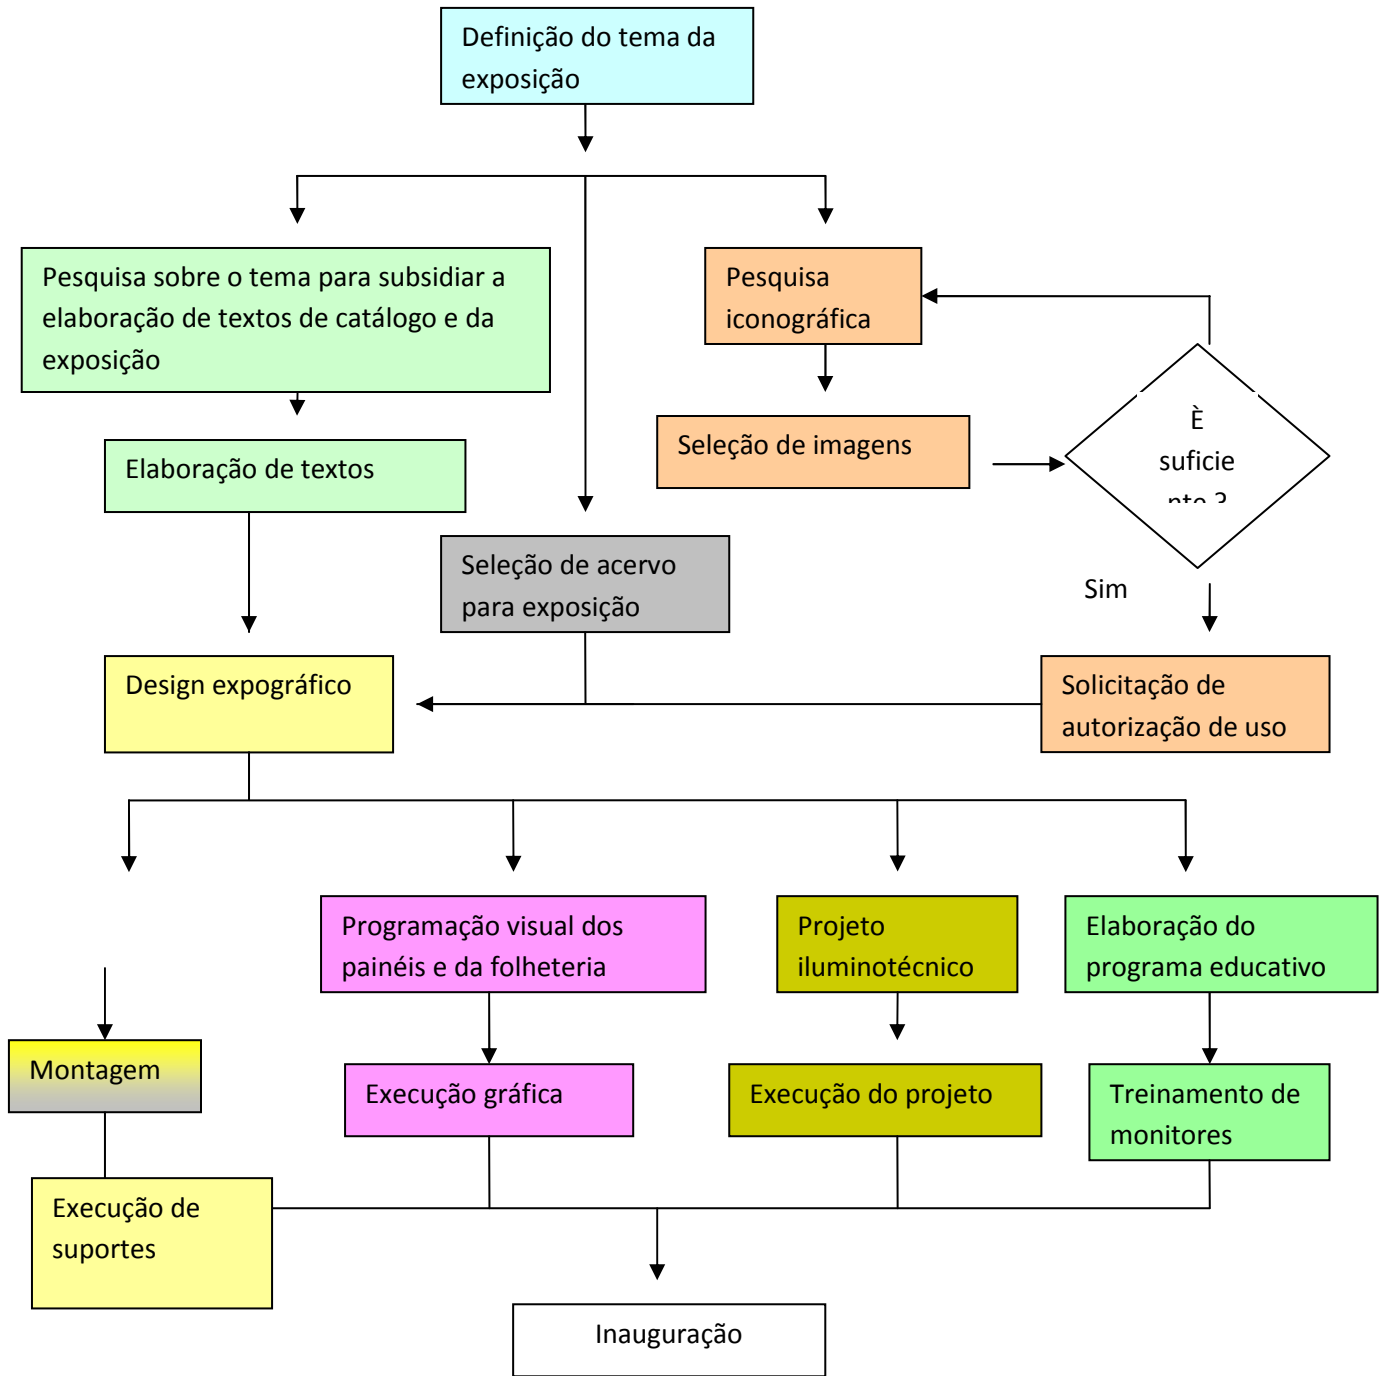 Definição do tema da
exposição
Pesquisa sobre o tema para subsidiar a
elaboração de textos de catálogo e da
exposição
Pesquisa
iconográfica
Elaboração de textos
Seleção de imagens
È
suficie
nte ?
Seleção de acervo
para exposição
Sim
Design expográfico
Solicitação de
autorização de uso
Programação visual dos
painéis e da folheteria
Projeto
iluminotécnico
Elaboração do
programa educativo
Montagem
Execução gráfica
Execução do projeto
Treinamento de
monitores
Execução de
suportes
Inauguração